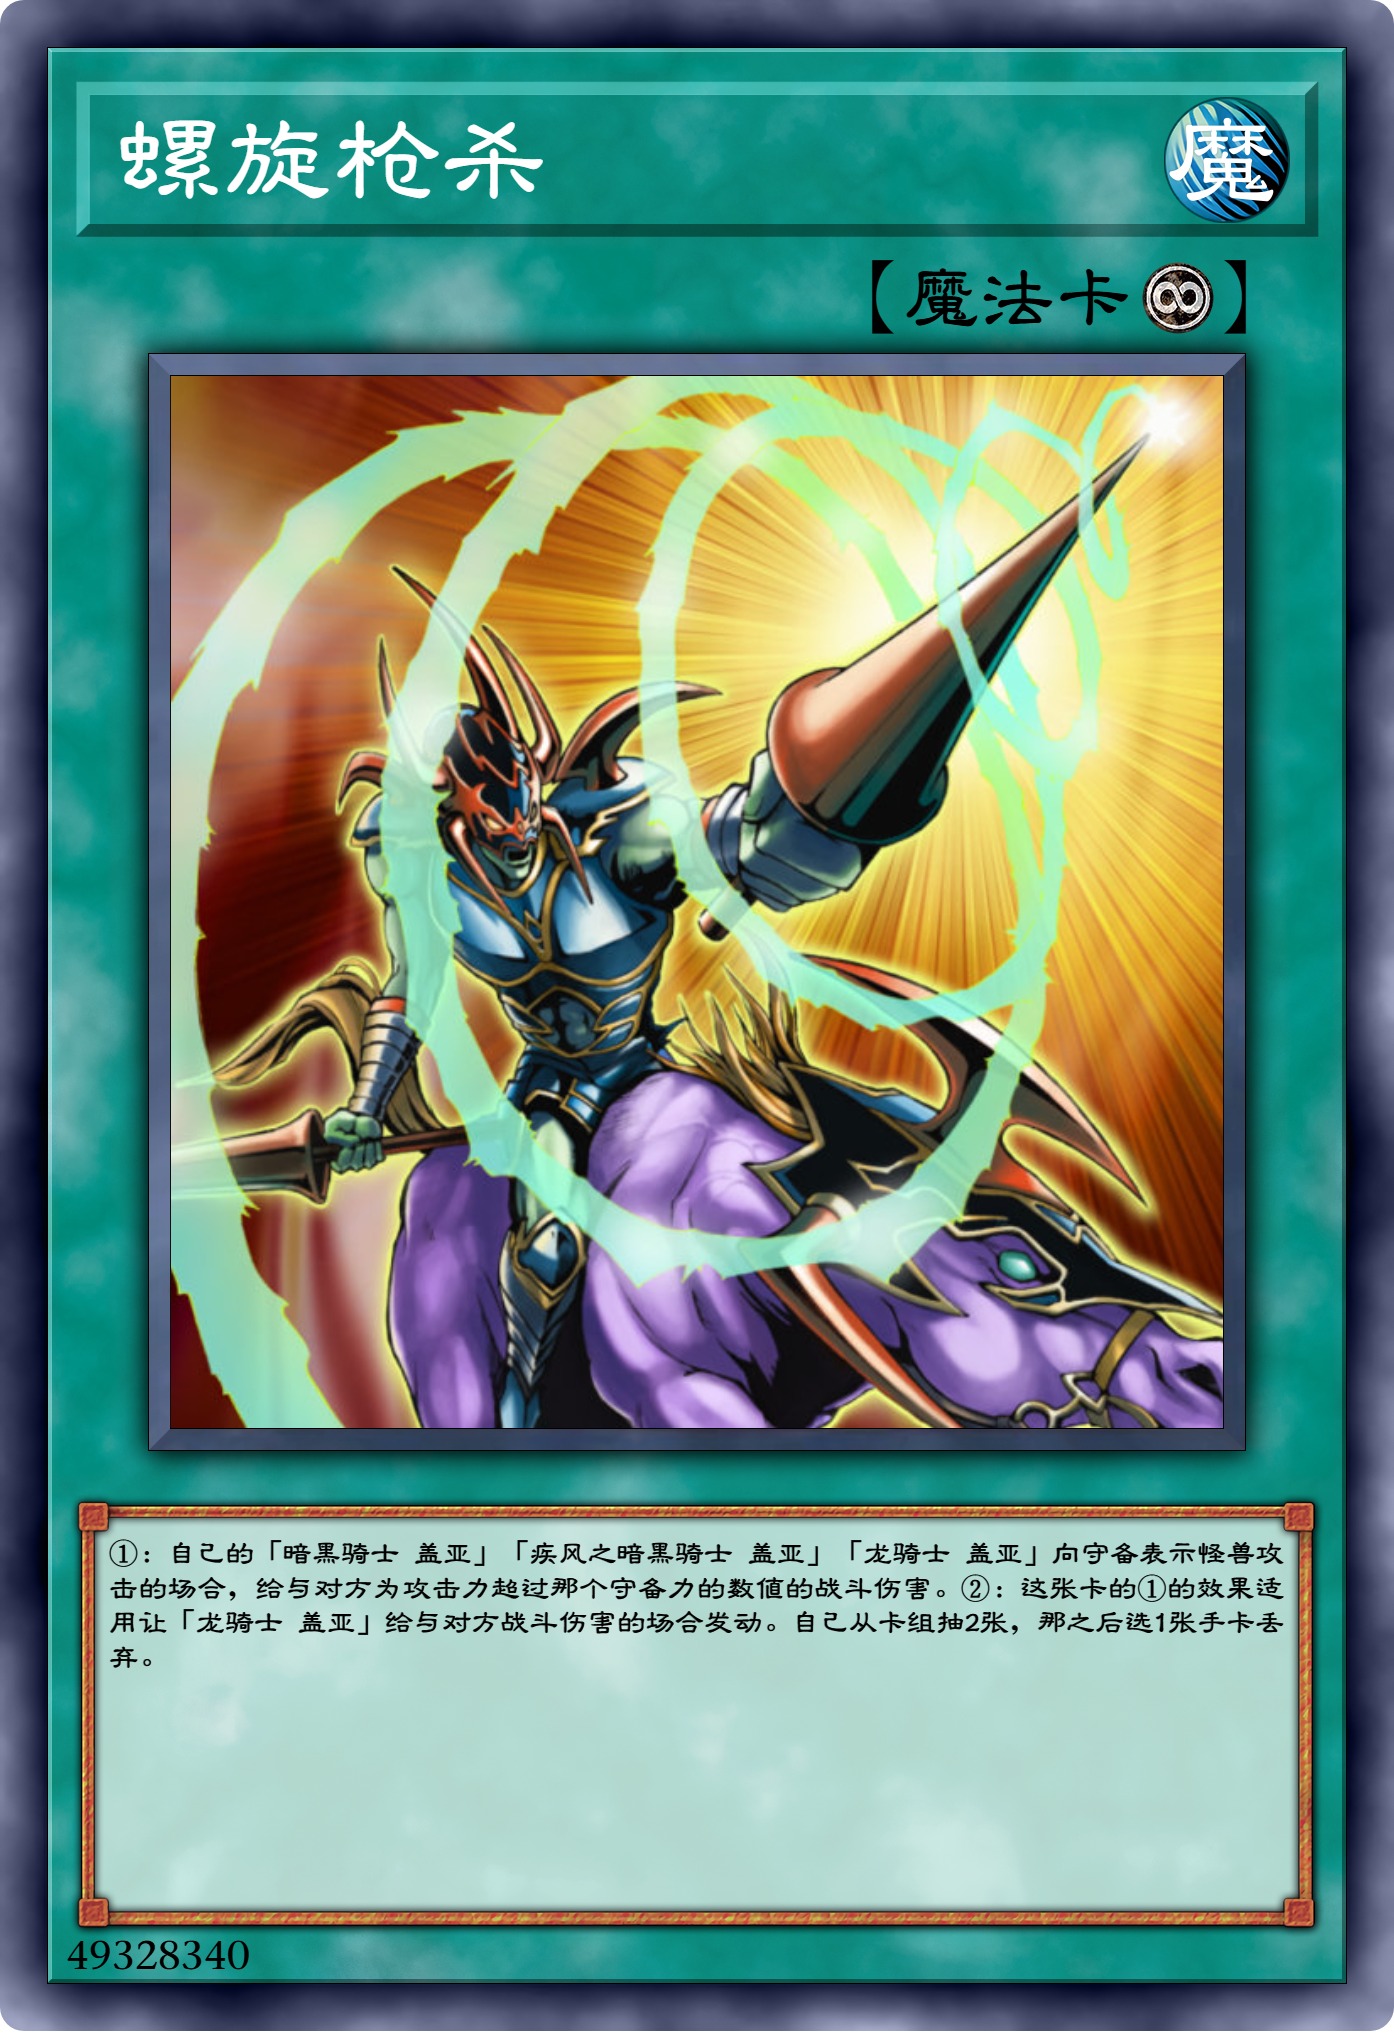 螺旋枪杀
魔
【魔法卡♾】
①：自己的「暗黑骑士 盖亚」「疾风之暗黑骑士 盖亚」「龙骑士 盖亚」向守备表示怪兽攻
击的场合，给与对方为攻击力超过那个守备力的数值的战斗伤害。②：这张卡的①的效果适
用让「龙骑士 盖亚」给与对方战斗伤害的场合发动。自己从卡组抽2张，那之后选1张手卡丢
弃。
49328340